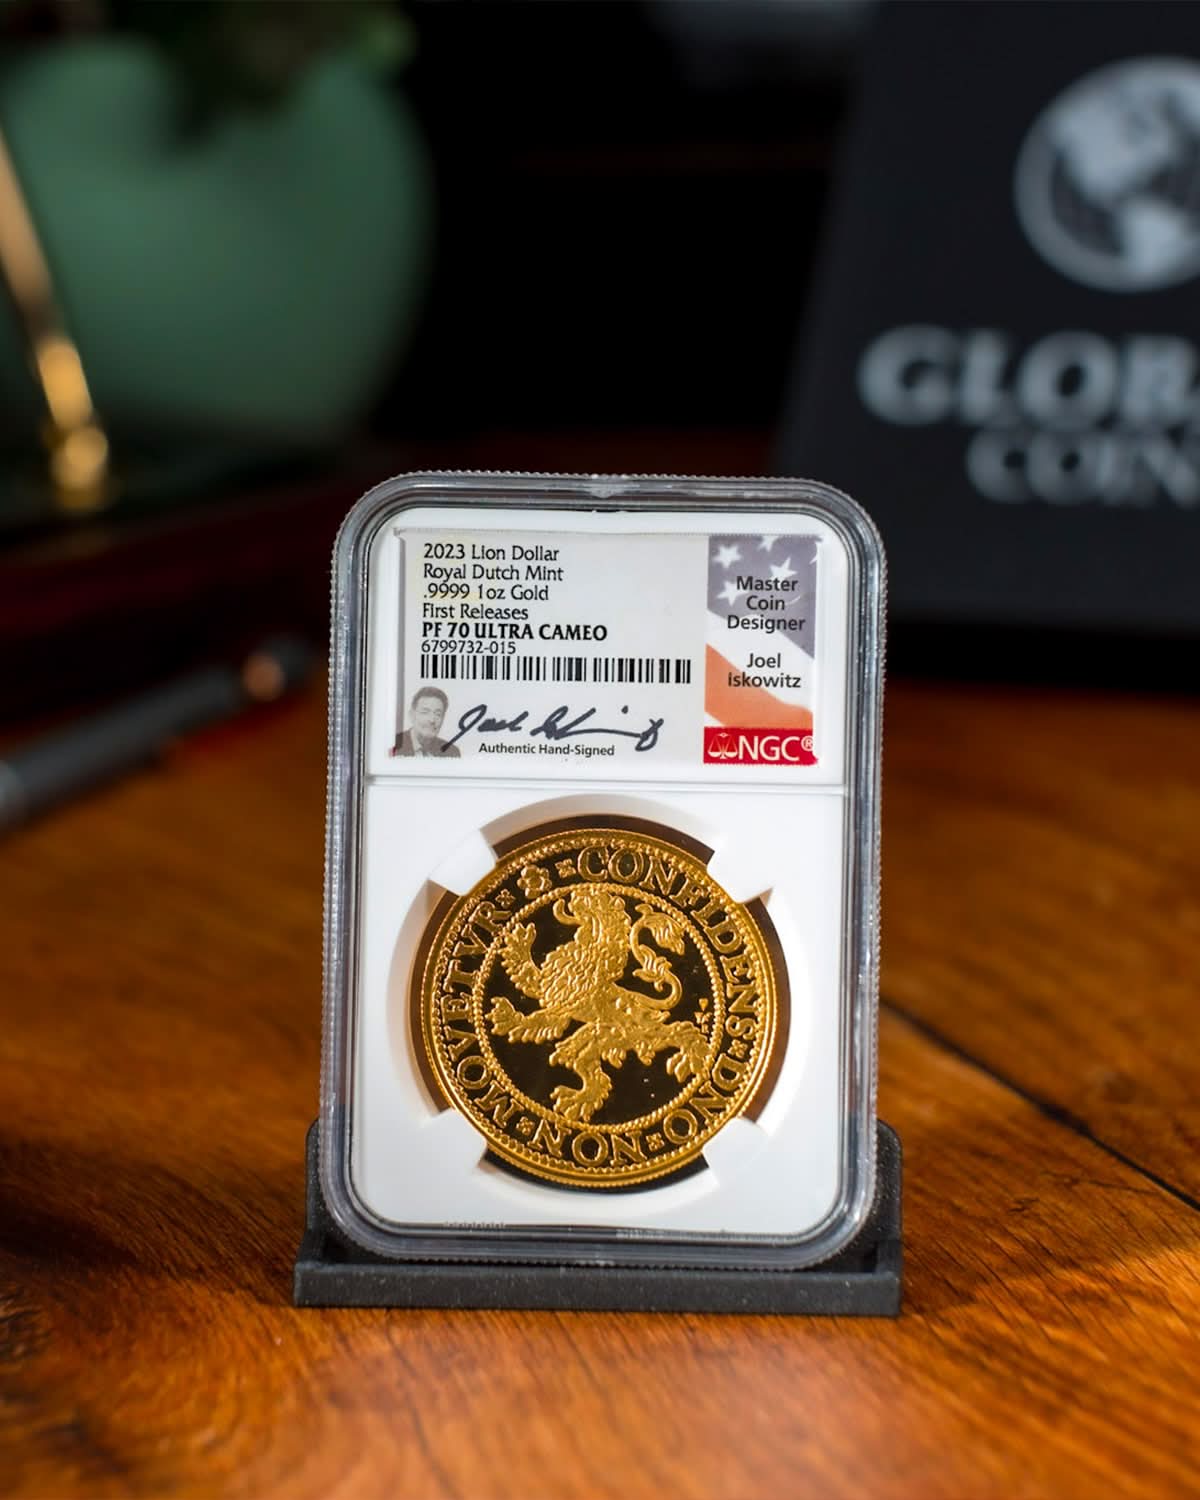 GLOB
COIN
2023 Lion Dollar
Royal Dutch Mint
.9999 1oz Gold
First Releases
PF 70 ULTRA CAMEO
6799732-015
Authentic Hand-Signed
Master
Coin
Designer
Joel
Iskowitz
NGC®
CONFIDENS·DNO·NON·MOVETVR